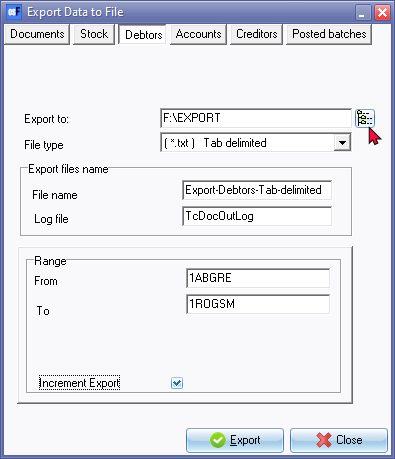 Export Data to File
Documents Stock Debtors Accounts Creditors Posted batches
Export to: F:\EXPORT
File type ( *.txt ) Tab delimited
Export files name
File name Export-Debtors-Tab-delimited
Log file TcDocOutLog
Range
From 1ABGRE
To 1ROGSM
Increment Export
Export Close